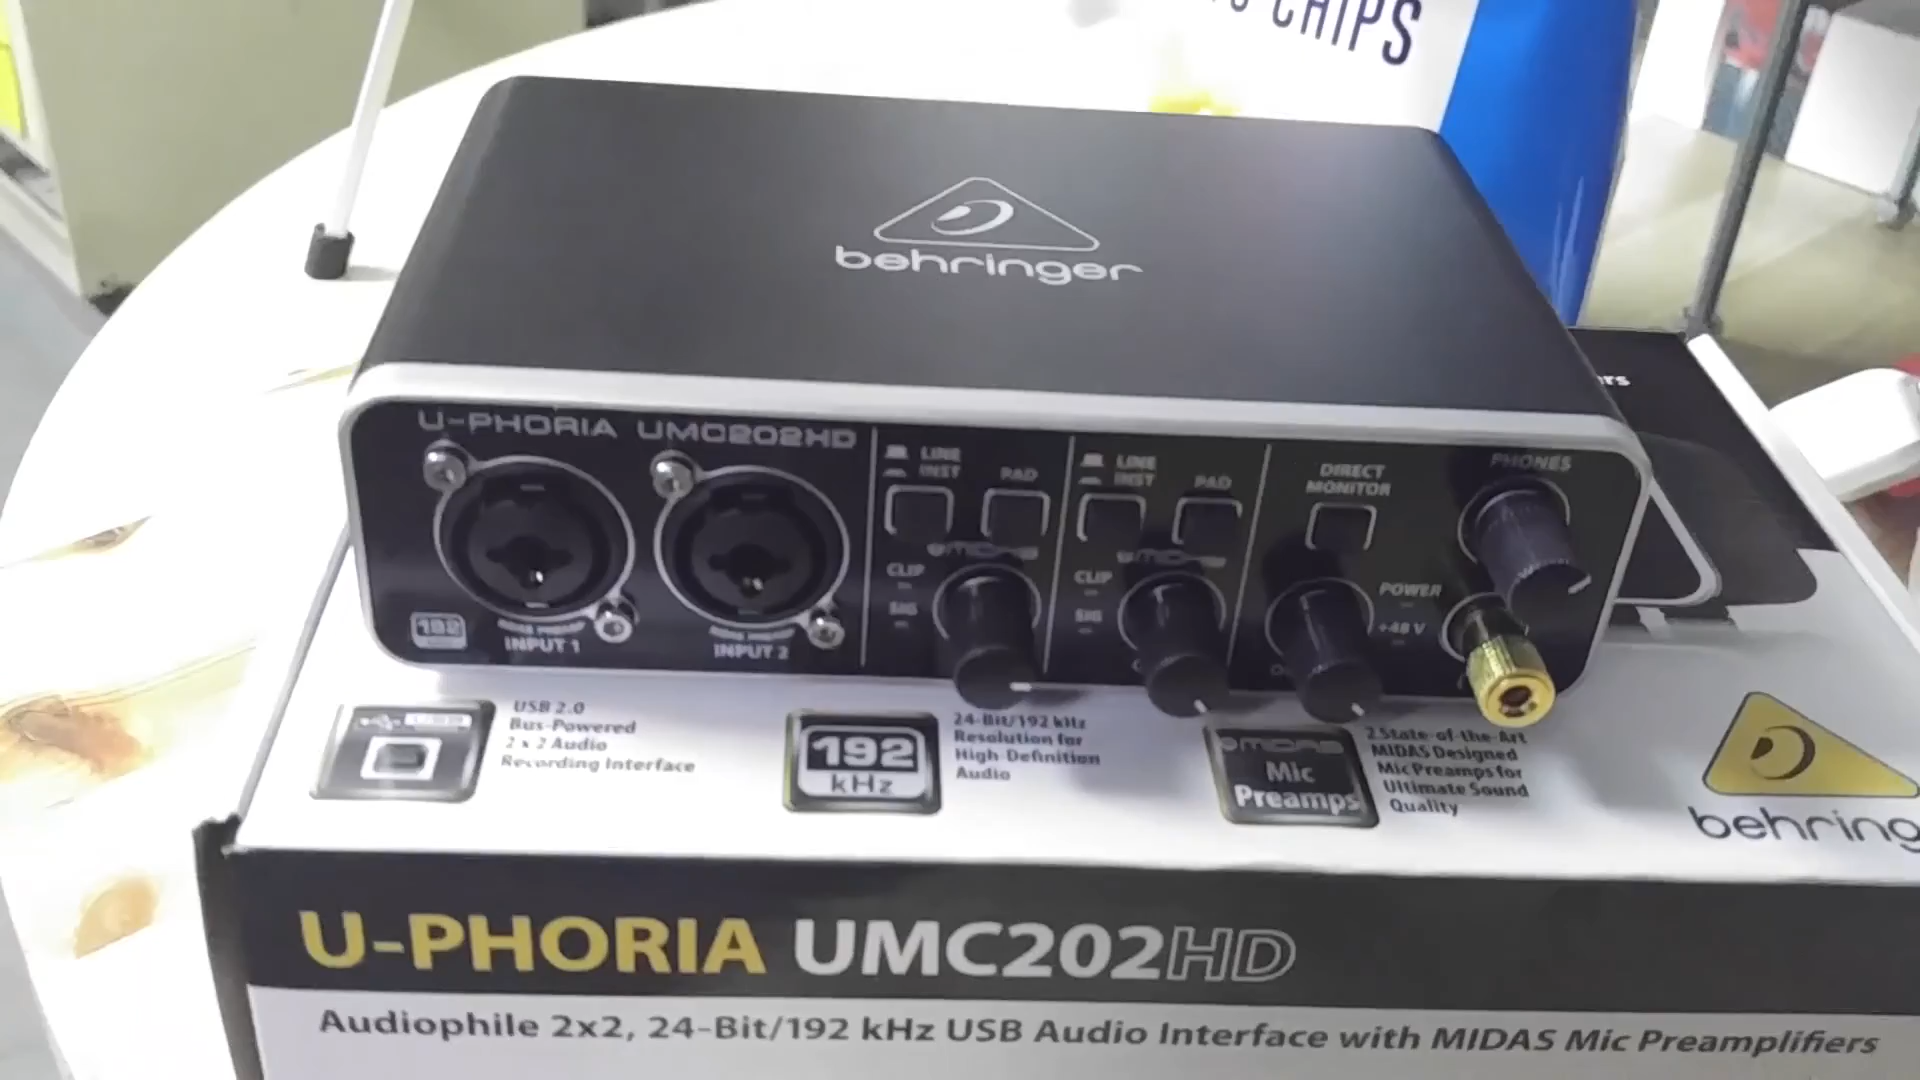 CHIPS
behringer
U-PHORIA UMC202HD
LINE
INST
PAD
LINE
INST
PAD
DIRECT
MONITOR
PHONES
MIDAS
MIDAS
CLIP
SIG
CLIP
SIG
POWER
+48 V
192
INPUT 1
INPUT 2
USB 2.0
Bus-Powered
2 x 2 Audio
Recording Interface
192
kHz
24-Bit/192 kHz
Resolution for
High-Definition
Audio
MIDAS
Mic
Preamps
2 State-of-the-Art
MIDAS Designed
Mic Preamps for
Ultimate Sound
Quality
behring
U-PHORIA UMC202HD
Audiophile 2x2, 24-Bit/192 kHz USB Audio Interface with MIDAS Mic Preamplifiers